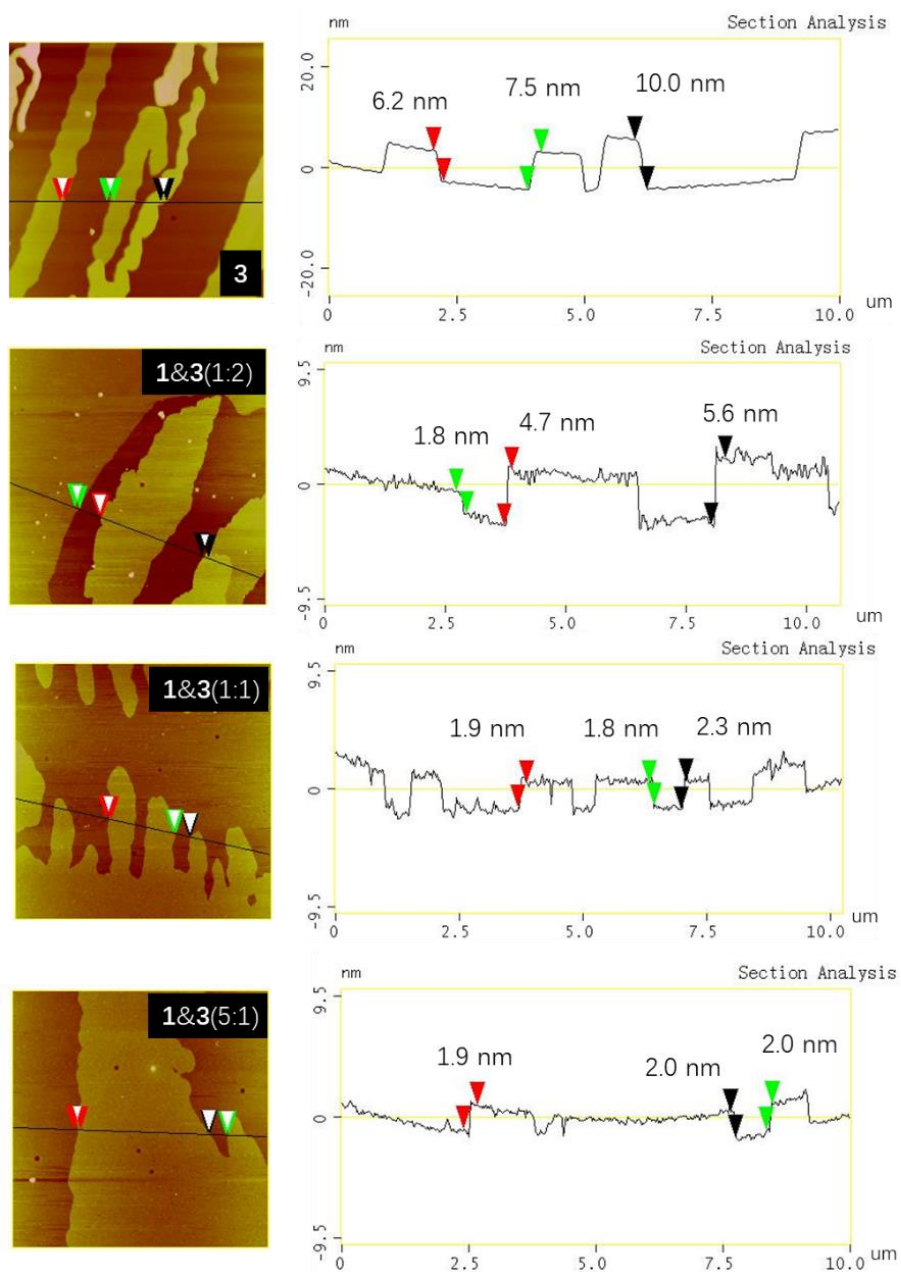 nm Section Analysis
20.0
0
-20.0
6.2 nm 7.5 nm 10.0 nm
0 2.5 5.0 7.5 10.0 um
3
nm Section Analysis
9.5
0
-9.5
1.8 nm 4.7 nm 5.6 nm
0 2.5 5.0 7.5 10.0 um
1&3(1:2)
nm Section Analysis
9.5
0
-9.5
1.9 nm 1.8 nm 2.3 nm
0 2.5 5.0 7.5 10.0 um
1&3(1:1)
nm Section Analysis
9.5
0
-9.5
1.9 nm 2.0 nm 2.0 nm
0 2.5 5.0 7.5 10.0 um
1&3(5:1)